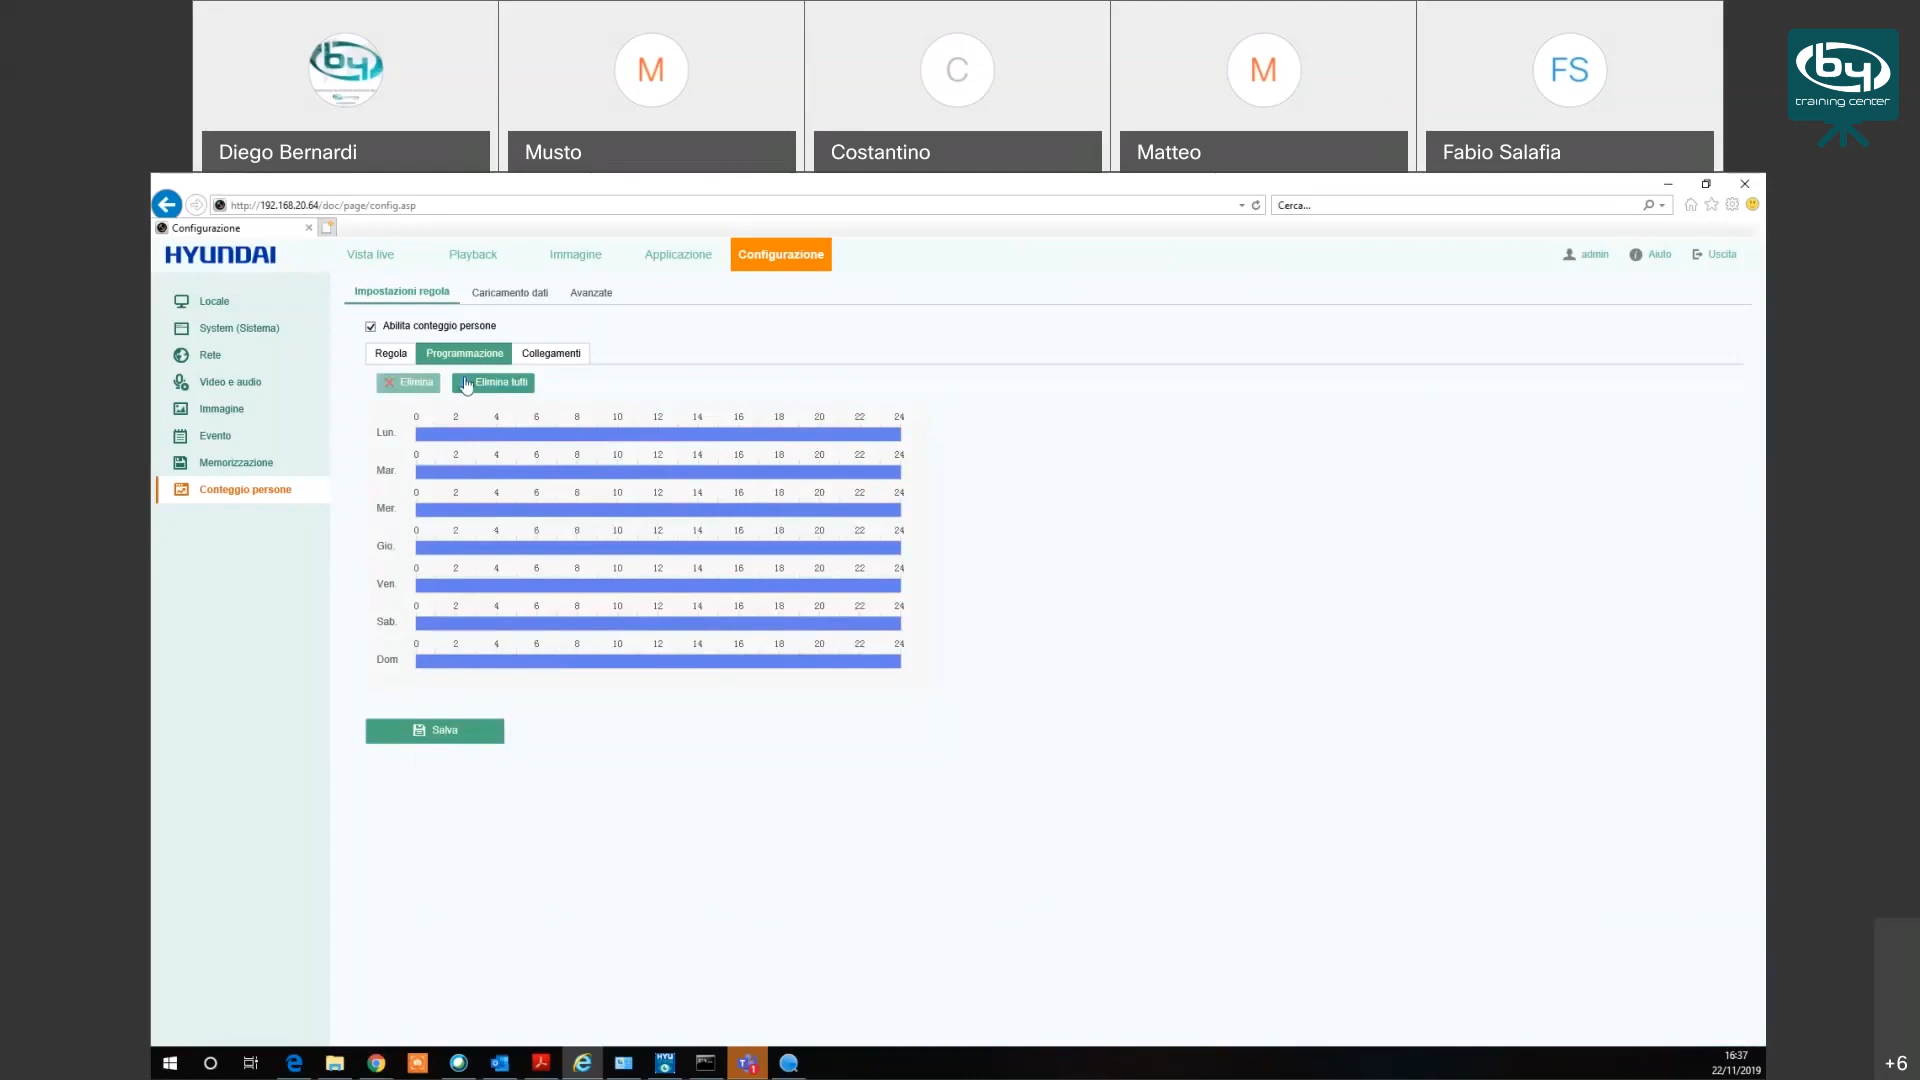 by
M
C
M
FS
by
training center
Diego Bernardi
Musto
Costantino
Matteo
Fabio Salafia
http://192.168.20.64/doc/page/config.asp
Cerca...
Configurazione
HYUNDAI
Vista live
Playback
Immagine
Applicazione
Configurazione
admin
Aiuto
Uscita
Locale
System (Sistema)
Rete
Video e audio
Immagine
Evento
Memorizzazione
Conteggio persone
Impostazioni regola
Caricamento dati
Avanzate
Abilita conteggio persone
Regola
Programmazione
Collegamenti
Elimina
Elimina tutti
0 2 4 6 8 10 12 14 16 18 20 22 24
Lun.
0 2 4 6 8 10 12 14 16 18 20 22 24
Mar.
0 2 4 6 8 10 12 14 16 18 20 22 24
Mer.
0 2 4 6 8 10 12 14 16 18 20 22 24
Gio.
0 2 4 6 8 10 12 14 16 18 20 22 24
Ven.
0 2 4 6 8 10 12 14 16 18 20 22 24
Sab.
0 2 4 6 8 10 12 14 16 18 20 22 24
Dom
Salva
HYU
16:37
22/11/2019
+6